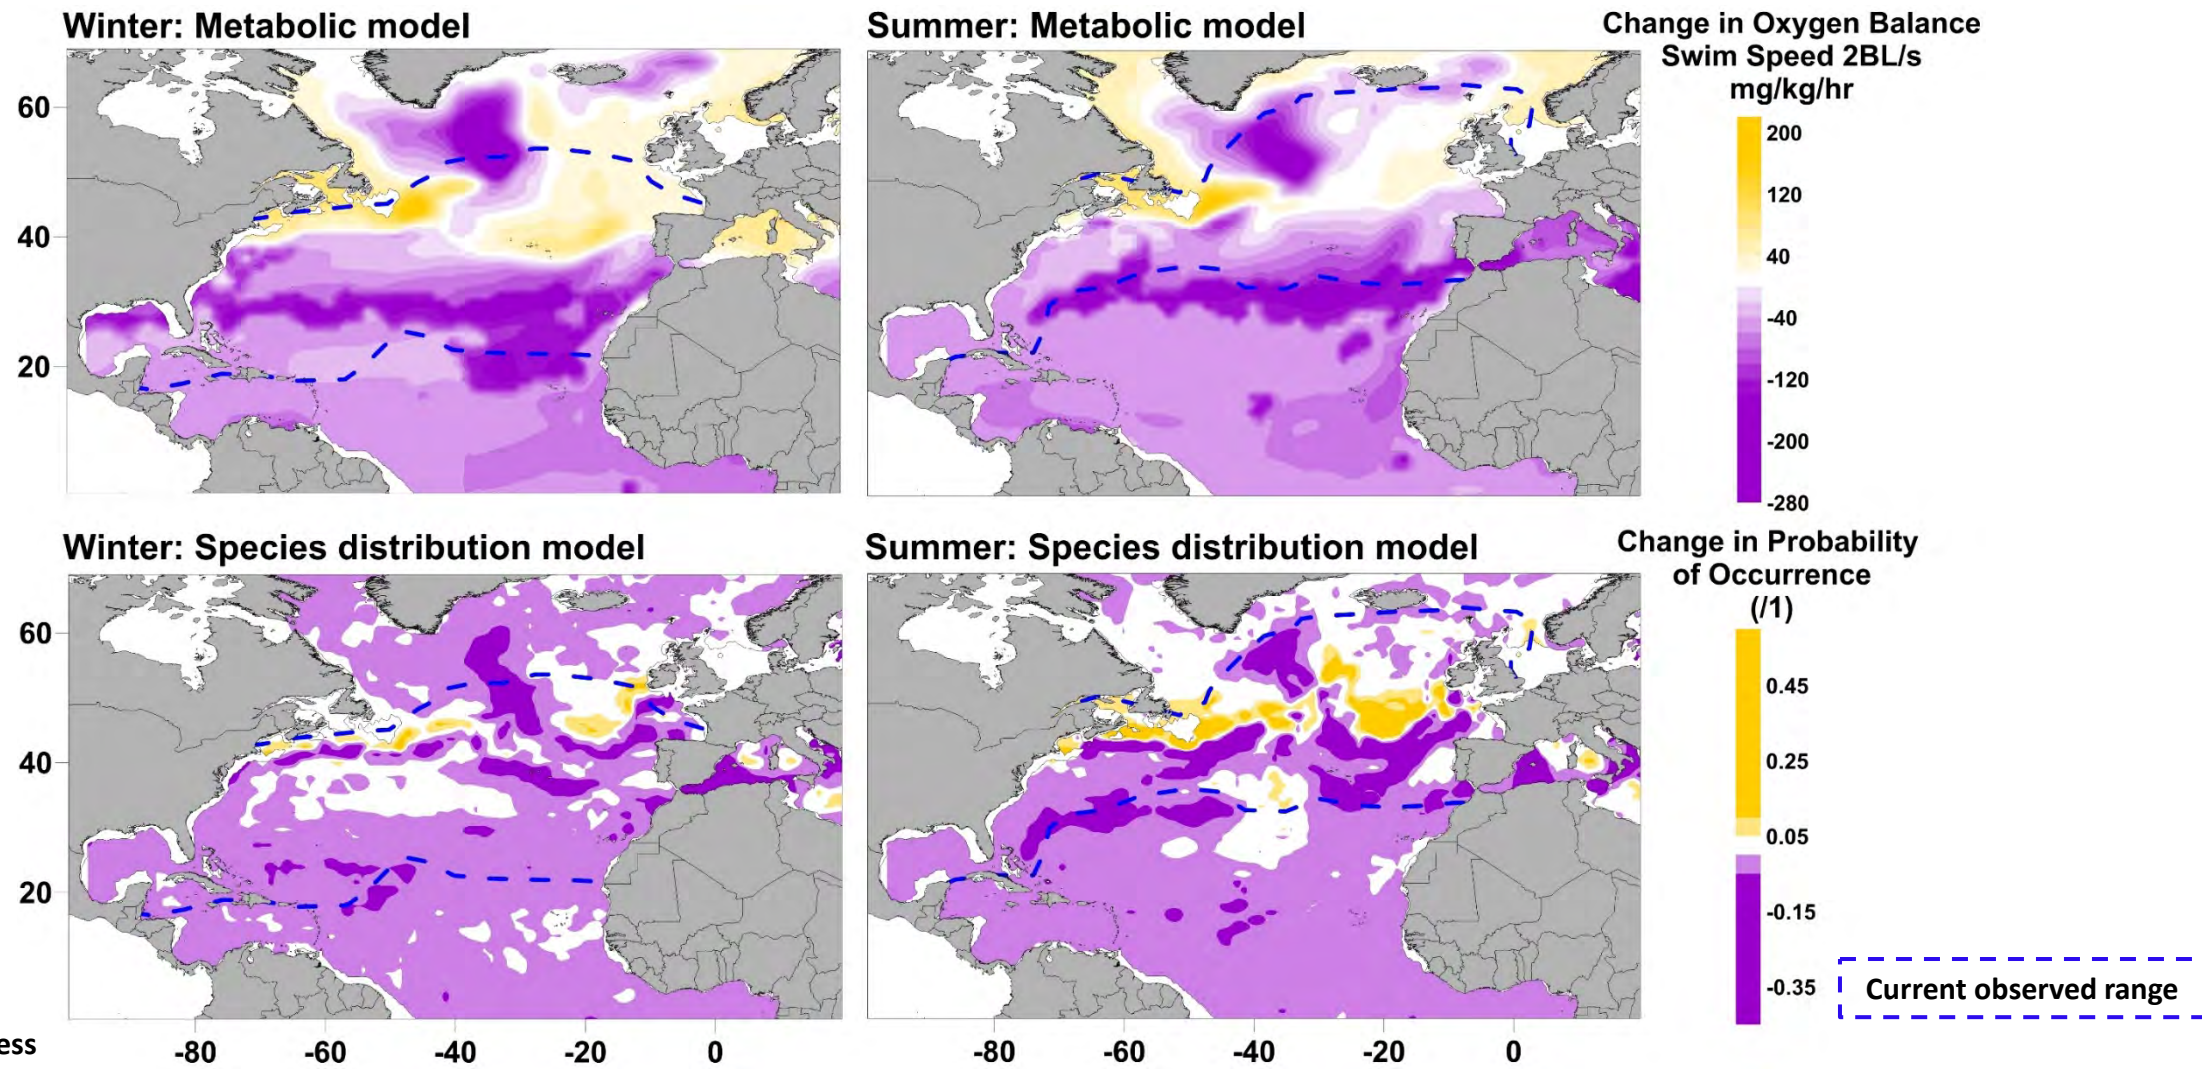 Winter: Metabolic model
Summer: Metabolic model
Change in Oxygen Balance
Swim Speed 2BL/s
mg/kg/hr
60
40
20
200
120
40
-40
-120
-200
-280
Winter: Species distribution model
Summer: Species distribution model
Change in Probability
of Occurrence
(/1)
60
40
20
0.45
0.25
0.05
-0.15
-0.35
Current observed range
ess
-80 -60 -40 -20 0
-80 -60 -40 -20 0